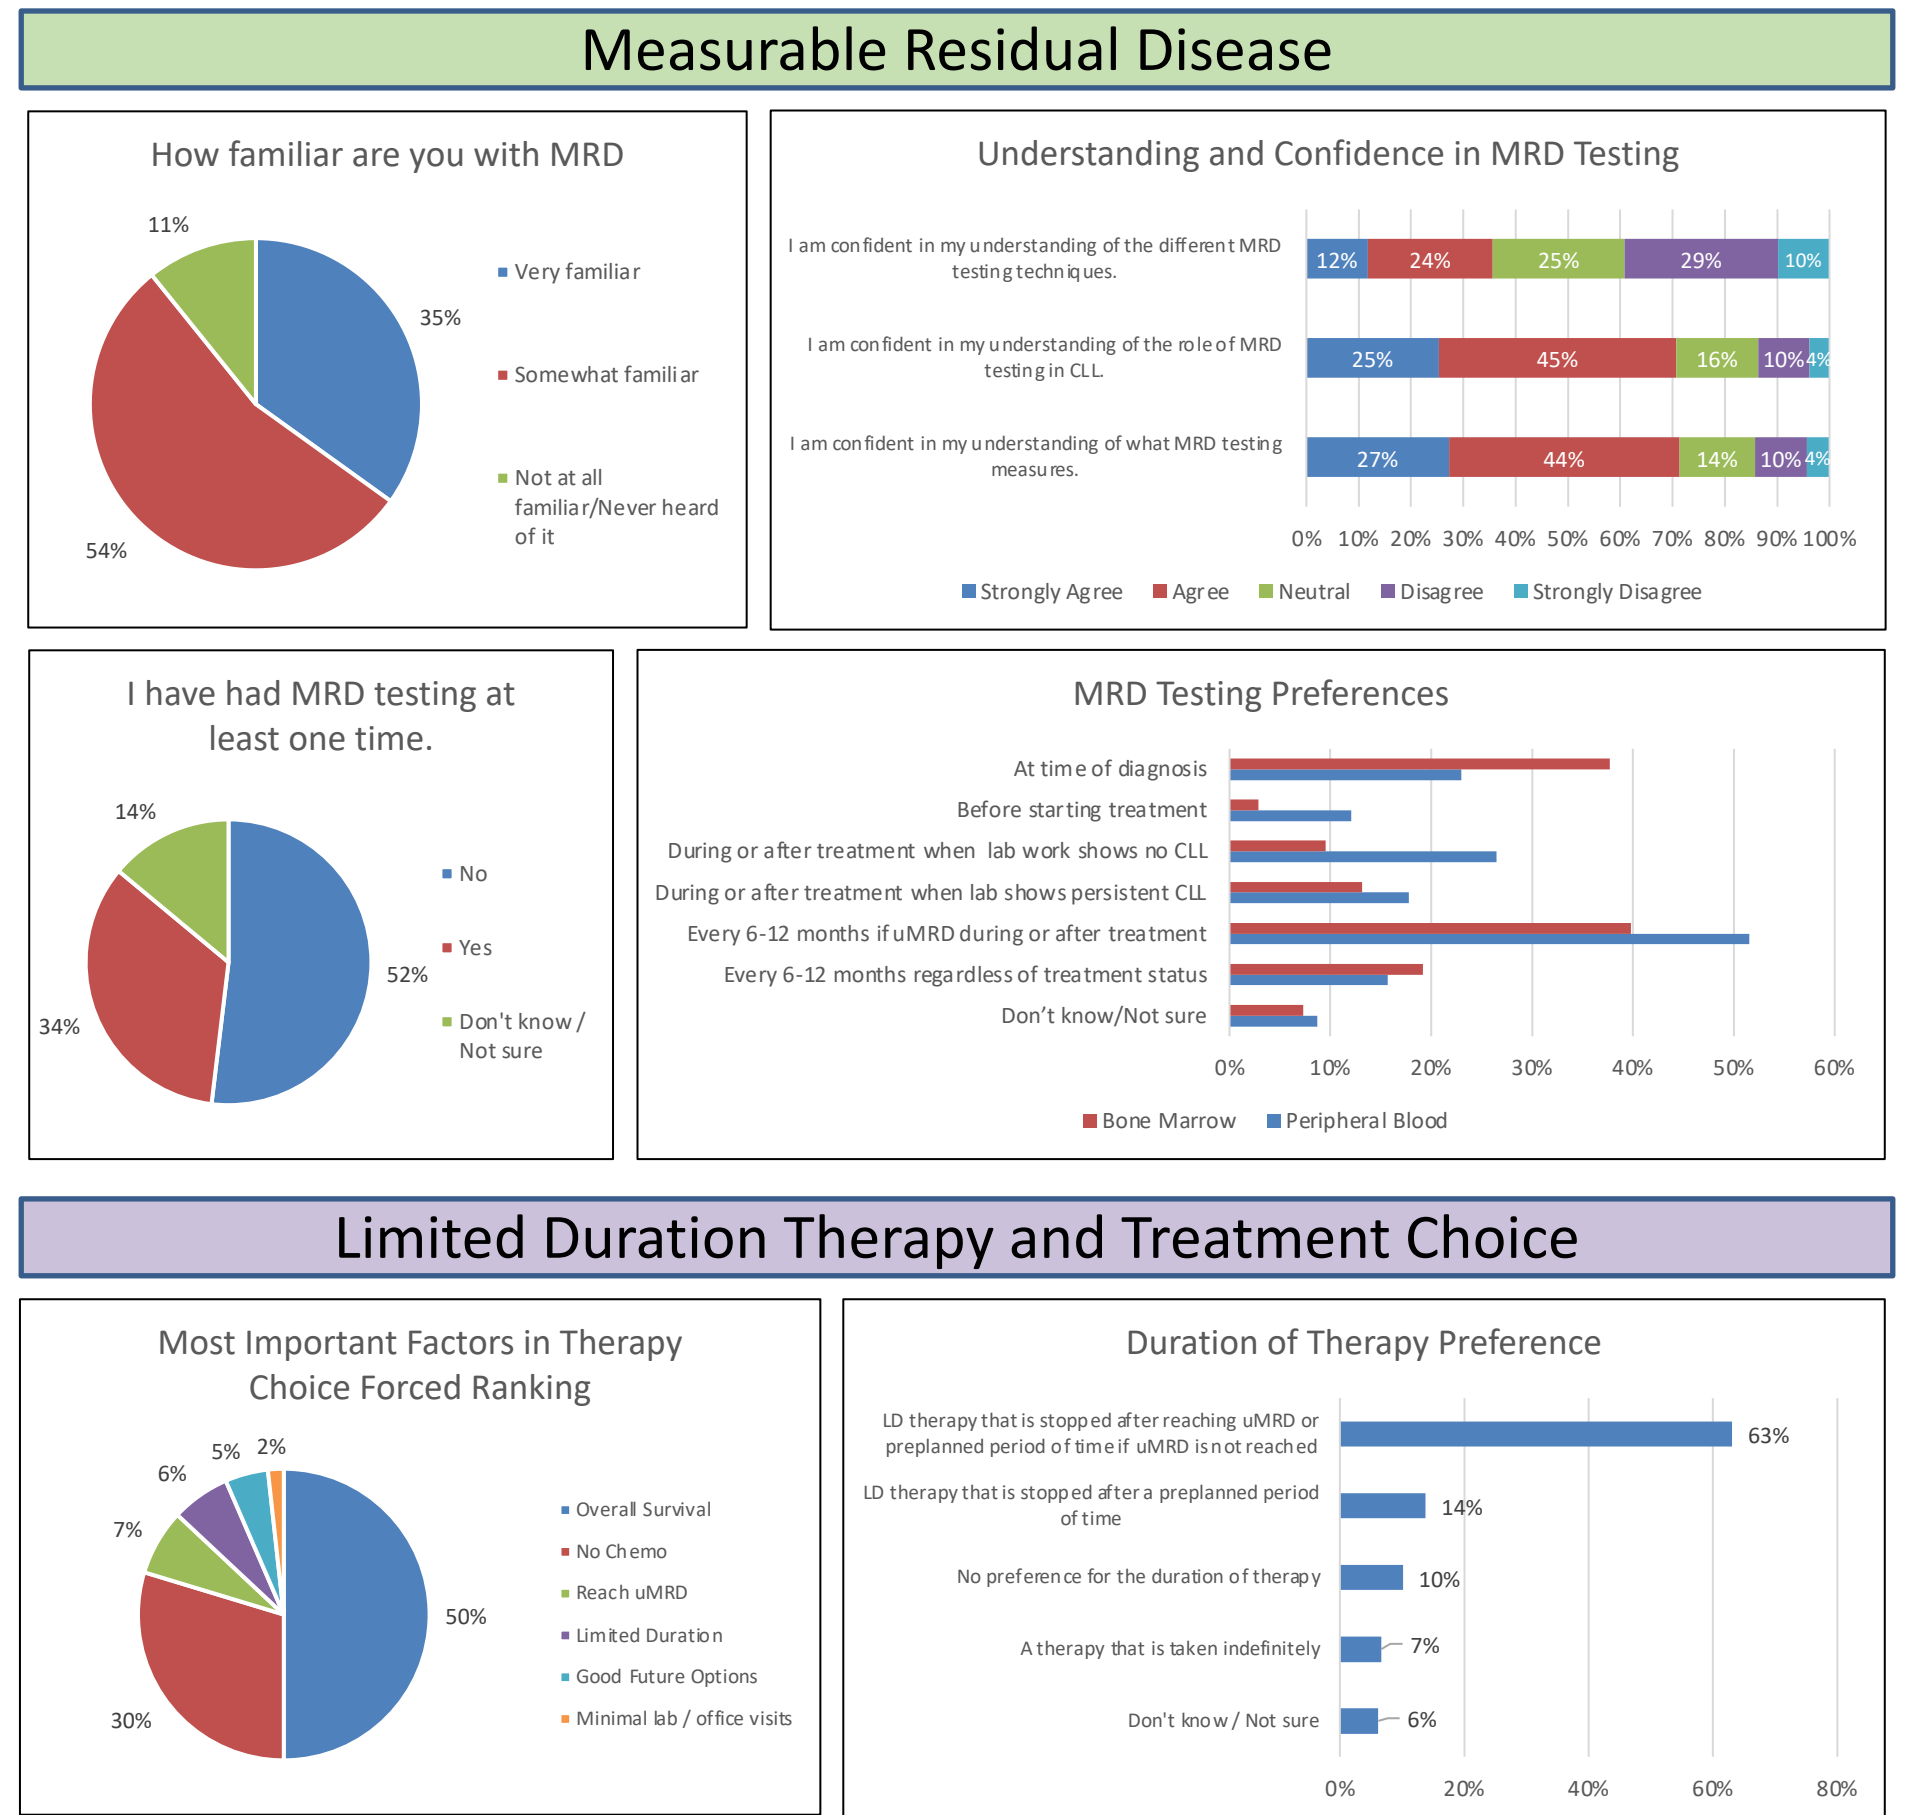 Measurable Residual Disease
How familiar are you with MRD
11%
35%
54%
Very familiar
Somewhat familiar
Not at all
familiar/Never heard
of it
Understanding and Confidence in MRD Testing
I am confident in my understanding of the different MRD
testing techniques.
12% 24% 25% 29% 10%
I am confident in my understanding of the role of MRD
testing in CLL.
25% 45% 16% 10% 4%
I am confident in my understanding of what MRD testing
measures.
27% 44% 14% 10% 4%
0% 10% 20% 30% 40% 50% 60% 70% 80% 90% 100%
Strongly Agree Agree Neutral Disagree Strongly Disagree
I have had MRD testing at
least one time.
14%
52%
34%
No
Yes
Don't know /
Not sure
MRD Testing Preferences
At time of diagnosis
Before starting treatment
During or after treatment when lab work shows no CLL
During or after treatment when lab shows persistent CLL
Every 6-12 months if uMRD during or after treatment
Every 6-12 months regardless of treatment status
Don’t know/Not sure
0% 10% 20% 30% 40% 50% 60%
Bone Marrow Peripheral Blood
Limited Duration Therapy and Treatment Choice
Most Important Factors in Therapy
Choice Forced Ranking
2%
5%
6%
7%
50%
30%
Overall Survival
No Chemo
Reach uMRD
Limited Duration
Good Future Options
Minimal lab / office visits
Duration of Therapy Preference
LD therapy that is stopped after reaching uMRD or
preplanned period of time if uMRD is not reached
63%
LD therapy that is stopped after a preplanned period
of time
14%
No preference for the duration of therapy
10%
A therapy that is taken indefinitely
7%
Don't know / Not sure
6%
0% 20% 40% 60% 80%